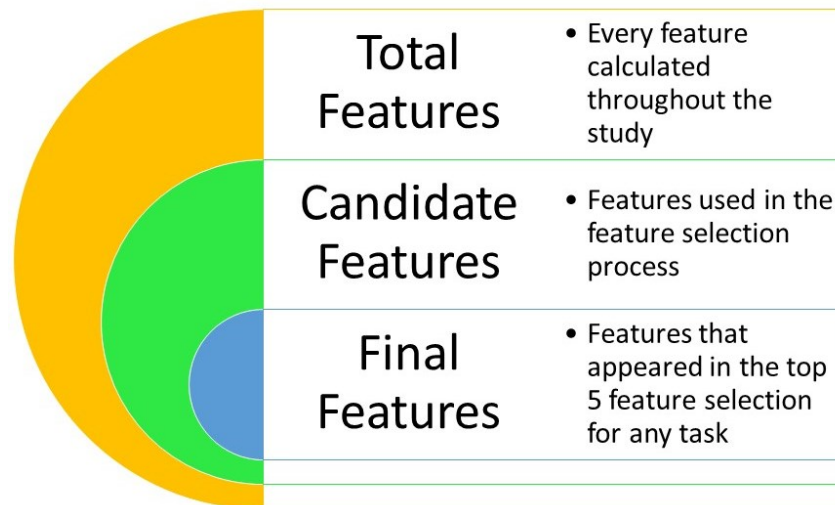 Total
Features
• Every feature
calculated
throughout the
study
Candidate
Features
• Features used in the
feature selection
process
Final
Features
• Features that
appeared in the top
5 feature selection
for any task